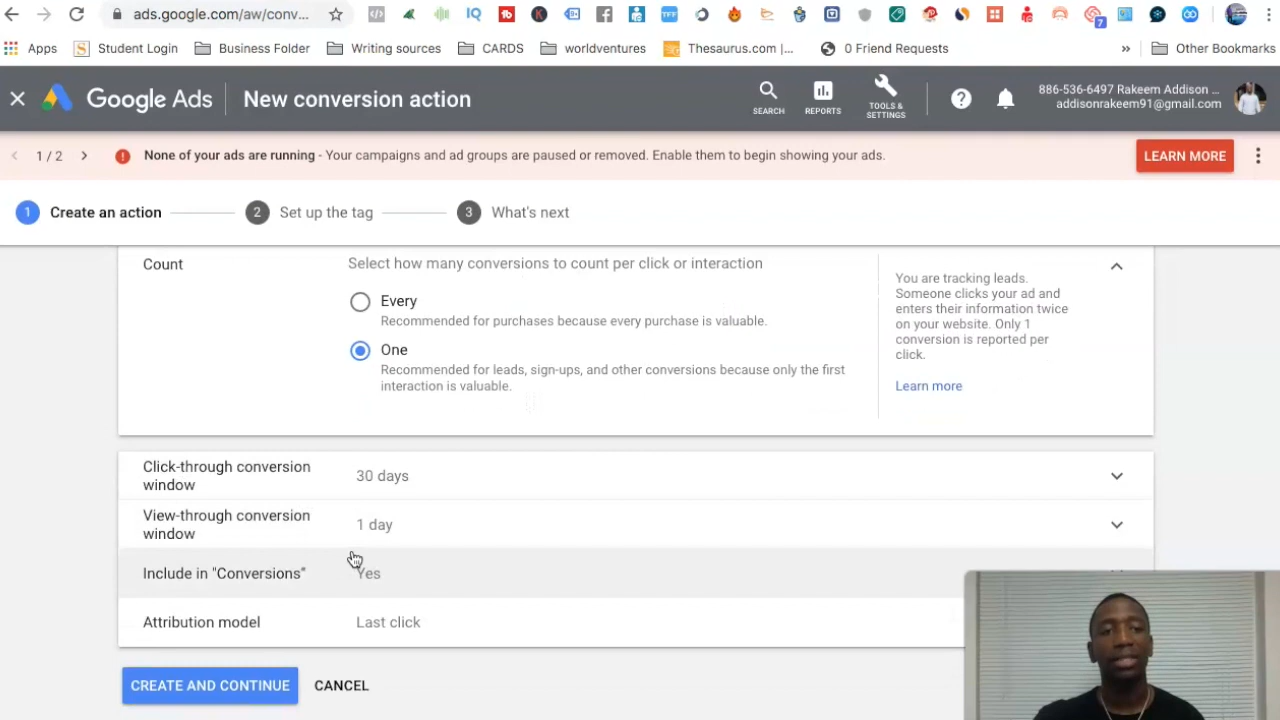 ads.google.com/aw/conv...
7
Apps
Student Login
Business Folder
Writing sources
CARDS
worldventures
Thesaurus.com |...
0 Friend Requests
»
Other Bookmarks
Google Ads
New conversion action
SEARCH
REPORTS
TOOLS &
SETTINGS
886-536-6497 Rakeem Addison ...
addisonrakeem91@gmail.com
1 / 2
None of your ads are running - Your campaigns and ad groups are paused or removed. Enable them to begin showing your ads.
LEARN MORE
1 Create an action
2 Set up the tag
3 What's next
Count
Select how many conversions to count per click or interaction
Every
Recommended for purchases because every purchase is valuable.
One
Recommended for leads, sign-ups, and other conversions because only the first
interaction is valuable.
You are tracking leads.
Someone clicks your ad and
enters their information twice
on your website. Only 1
conversion is reported per
click.
Learn more
Click-through conversion
window
30 days
View-through conversion
window
1 day
Include in "Conversions"
Yes
Attribution model
Last click
CREATE AND CONTINUE
CANCEL